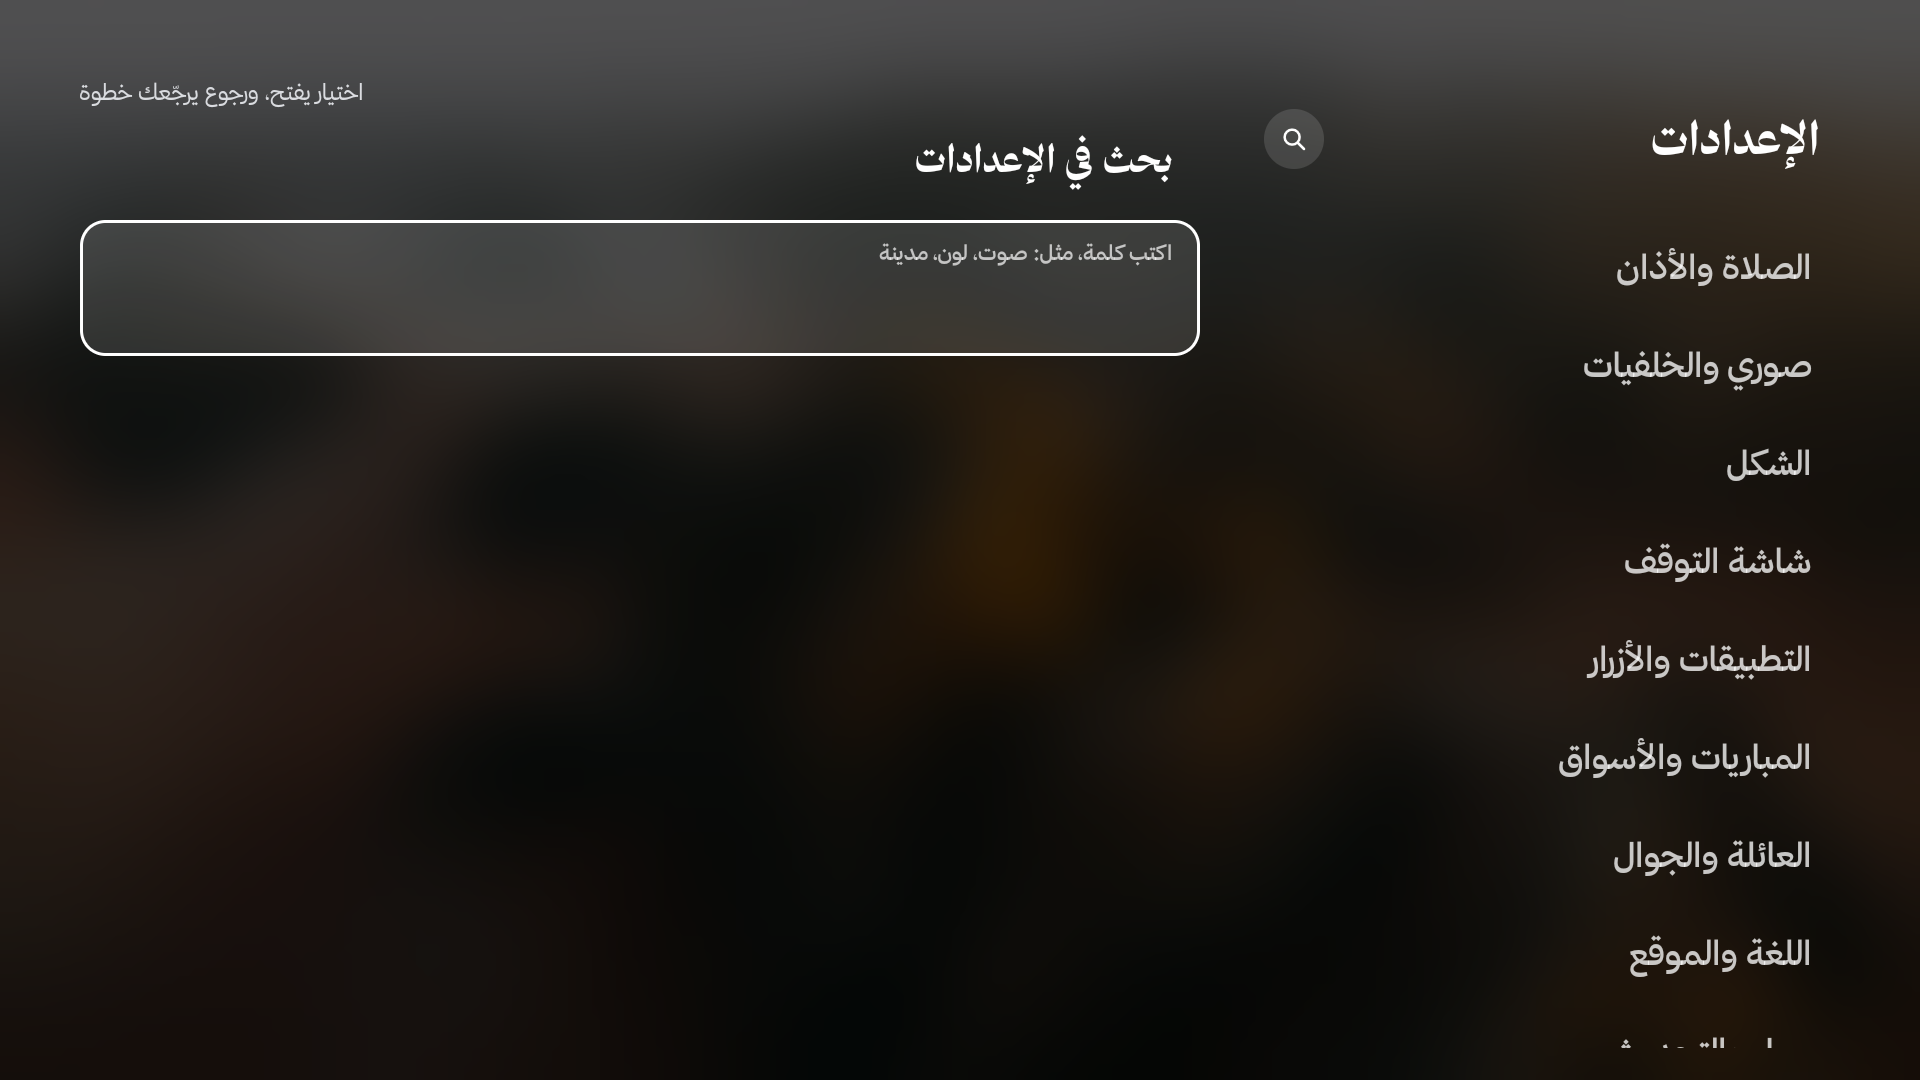 الإعدادات
الصلاة والأذان
صوري والخلفيات
الشكل
شاشة التوقف
التطبيقات والأزرار
المباريات والأسواق
العائلة والجوال
اللغة والموقع
اختيار يفتح، ورجوع يرجّعك خطوة
بحث في الإعدادات
اكتب كلمة، مثل: صوت، لون، مدينة